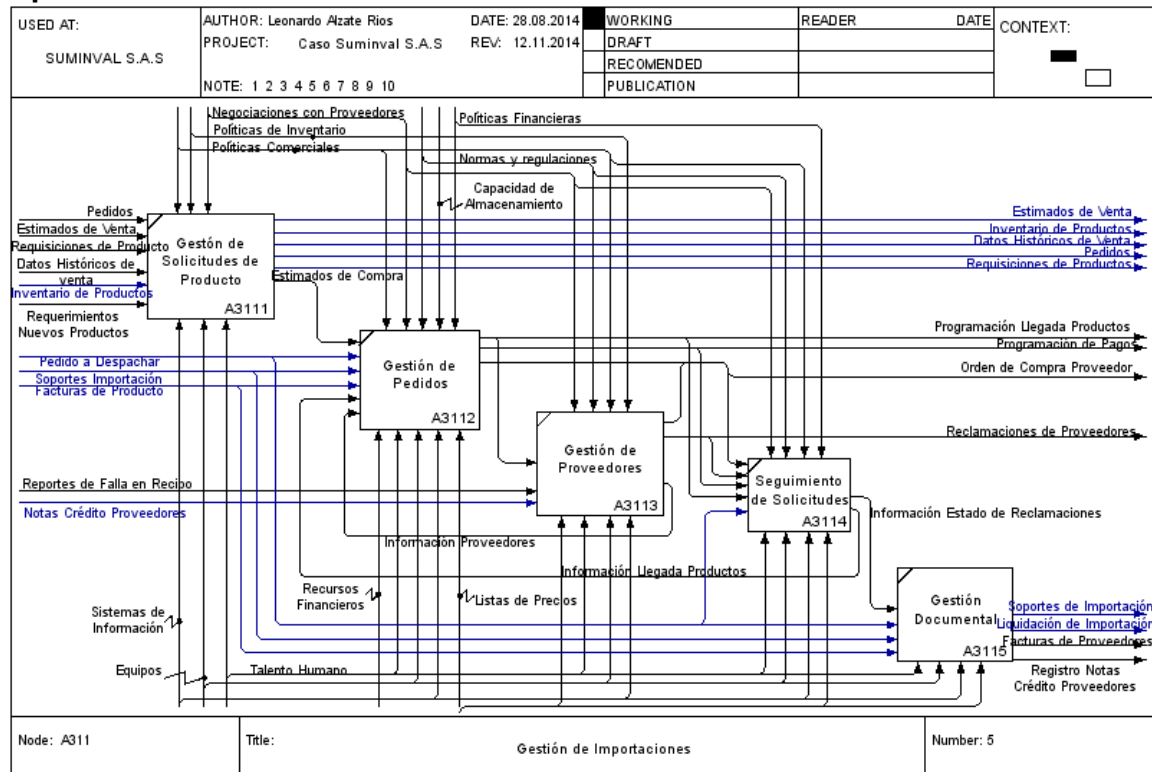 USED AT:
SUMINVAL S.A.S
AUTHOR: Leonardo Alzate Rios
DATE: 28.08.2014
PROJECT: Caso Suminval S.A.S
REV: 12.11.2014
NOTE: 1 2 3 4 5 6 7 8 9 10
WORKING
DRAFT
RECOMENDED
PUBLICATION
READER DATE
CONTEXT:
Negociaciones con Proveedores
Políticas de Inventario
Políticas Comerciales
Políticas Financieras
Normas y regulaciones
Capacidad de
Almacenamiento
Pedidos
Estimados de Venta
Requisiciones de Producto
Datos Históricos de
venta
Inventario de Productos
Requerimientos
Nuevos Productos
Gestón de
Solicitudes de
Producto
A3111
Estimados de Compra
Estimados de Venta
Inventario de Productos
Datos Históricos de Venta
Pedidos
Requisiciones de Productos
Pedido a Despachar
Soportes Importación
Facturas de Producto
Gestión de
Pedidos
A3112
Programación Llegada Productos
Programación de Pagos
Orden de Compra Proveedor
Gestión de
Proveedores
A3113
Reclamaciones de Proveedores
Reportes de Falla en Recibo
Notas Crédito Proveedores
Seguimiento
de Solicitudes
A3114
Información Estado de Reclamaciones
Información Proveedores
Información Llegada Productos
Recursos
Financieros
Listas de Precios
Sistemas de
Información
Equipos
Talento Humano
Gestión
Documental
A3115
Soportes de Importación
Liquidación de Importación
Facturas de Proveedores
Registro Notas
Crédito Proveedores
Node: A311
Title:
Gestión de Importaciones
Number: 5